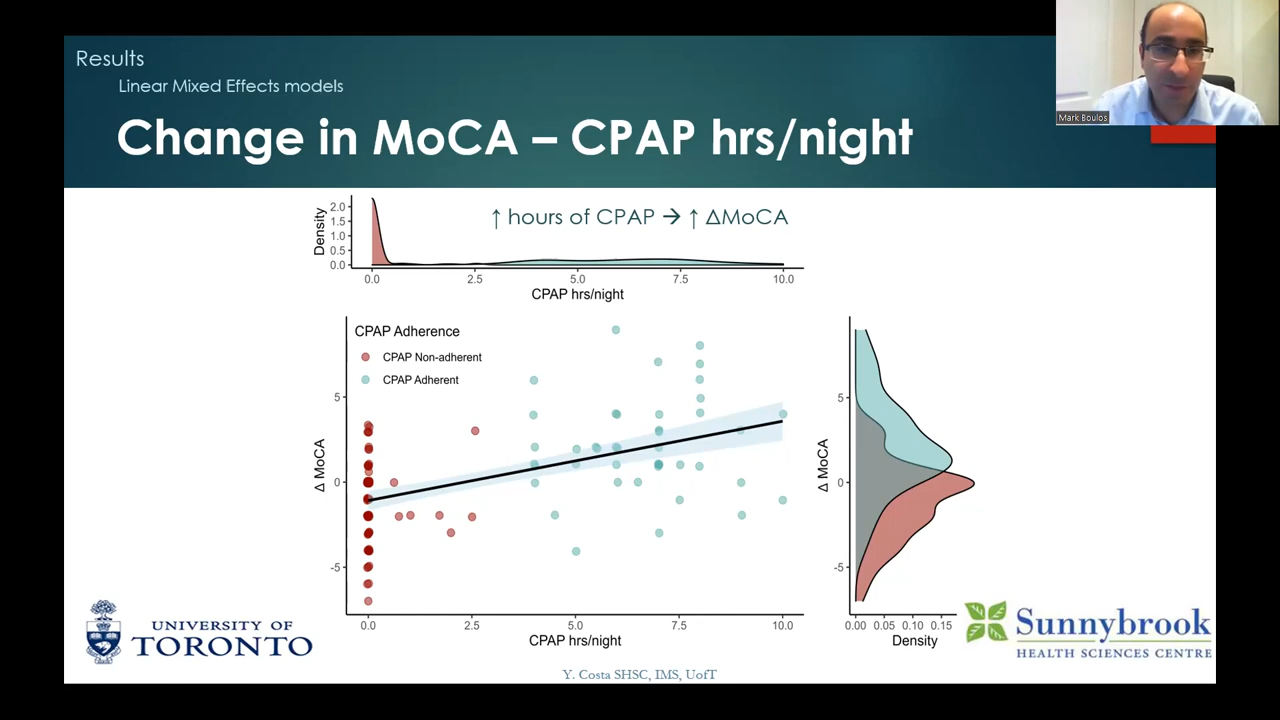 Results
Linear Mixed Effects models
Change in MoCA – CPAP hrs/night
Mark Boulos
↑ hours of CPAP → ↑ ΔMoCA
Density
2.0
1.5
1.0
0.5
0.0
0.0 2.5 5.0 7.5 10.0
CPAP hrs/night
CPAP Adherence
CPAP Non-adherent
CPAP Adherent
Δ MoCA
5
0
-5
0.0 2.5 5.0 7.5 10.0
CPAP hrs/night
Δ MoCA
5
0
-5
0.00 0.05 0.10 0.15
Density
UNIVERSITY OF
TORONTO
Sunnybrook
HEALTH SCIENCES CENTRE
Y. Costa SHSC, IMS, UofT